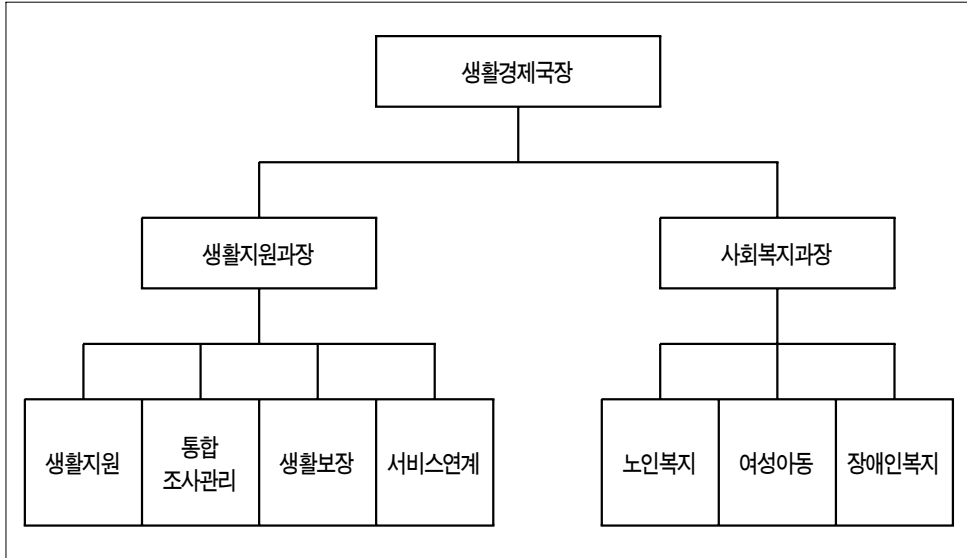 생활경제국장
생활지원과장
사회복지과장
생활지원
통합
조사관리
생활보장
서비스연계
노인복지
여성아동
장애인복지